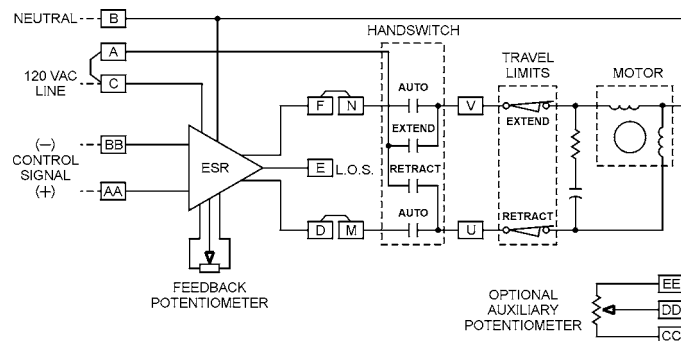 NEUTRAL
B
HANDSWITCH
A
TRAVEL
LIMITS
MOTOR
120 VAC
LINE
C
AUTO
F
N
V
EXTEND
EXTEND
(—)
CONTROL
SIGNAL
(+)
BB
AA
ESR
E
L.O.S.
RETRACT
AUTO
D
M
U
RETRACT
FEEDBACK
POTENTIOMETER
OPTIONAL
AUXILIARY
POTENTIOMETER
EE
DD
CC